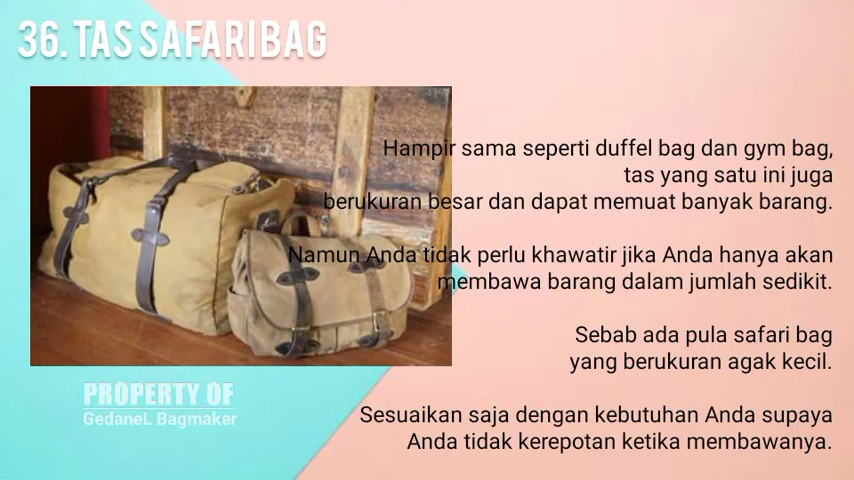 36. TAS SAFARI BAG
Hampir sama seperti duffel bag dan gym bag,
tas yang satu ini juga
berukuran besar dan dapat memuat banyak barang.
Namun Anda tidak perlu khawatir jika Anda hanya akan
membawa barang dalam jumlah sedikit.
Sebab ada pula safari bag
yang berukuran agak kecil.
Sesuaikan saja dengan kebutuhan Anda supaya
Anda tidak kerepotan ketika membawanya.
PROPERTY OF
GedaneL Bagmaker